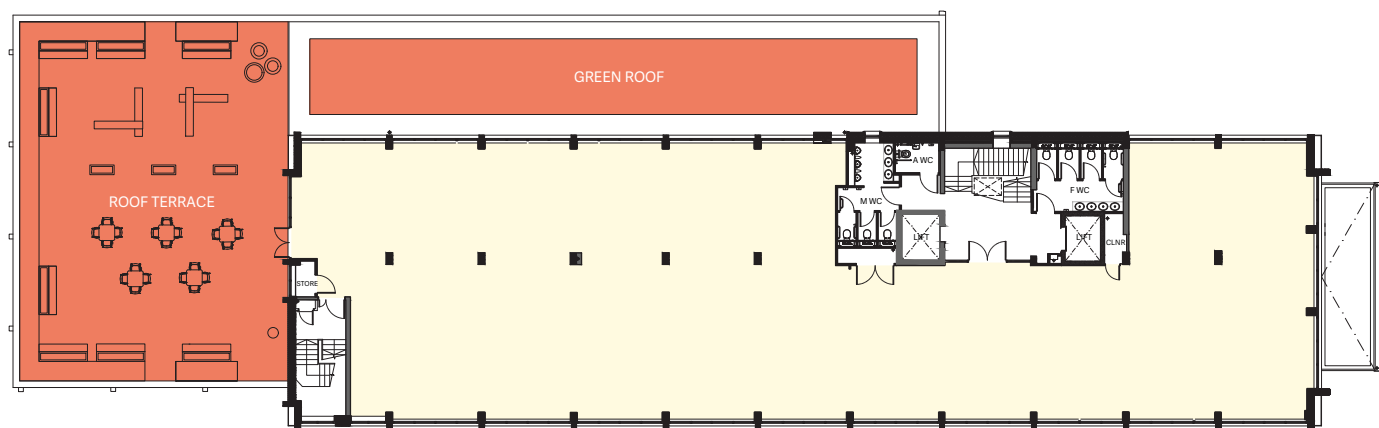 GREEN ROOF
A WC
F WC
M WC
ROOF TERRACE
LIFT
LIFT
CLNR
STORE